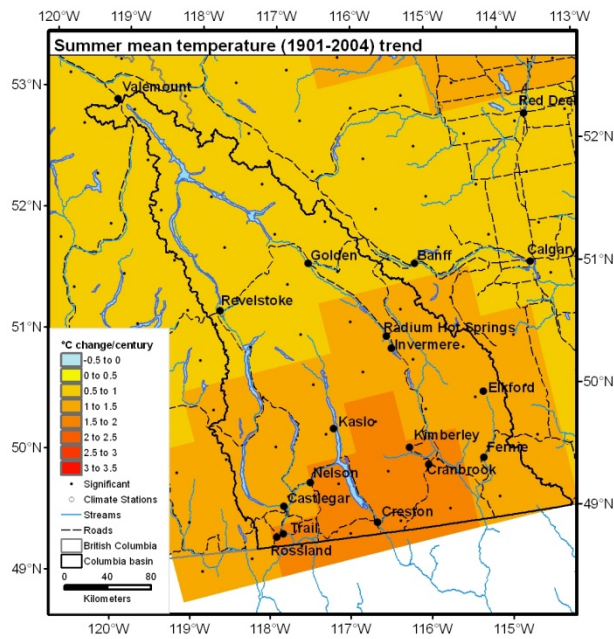 120°W 119°W 118°W 117°W 116°W 115°W 114°W 113°W
Summer mean temperature (1901-2004) trend
53°N
Valemount
Red Deer
52°N
52°N
Golden
Banff
Calgary
51°N
Revelstoke
51°N
Radium Hot Springs
Invermere
°C change/century
-0.5 to 0
0 to 0.5
0.5 to 1
1 to 1.5
1.5 to 2
2 to 2.5
2.5 to 3
3 to 3.5
Significant
Climate Stations
Streams
Roads
British Columbia
Columbia basin
0 40 80
Kilometers
50°N
Elkford
Kaslo
50°N
Kimberley
Fernie
Cranbrook
Nelson
Castlegar
Creston
49°N
Trail
Rossland
49°N
120°W 119°W 118°W 117°W 116°W 115°W 114°W